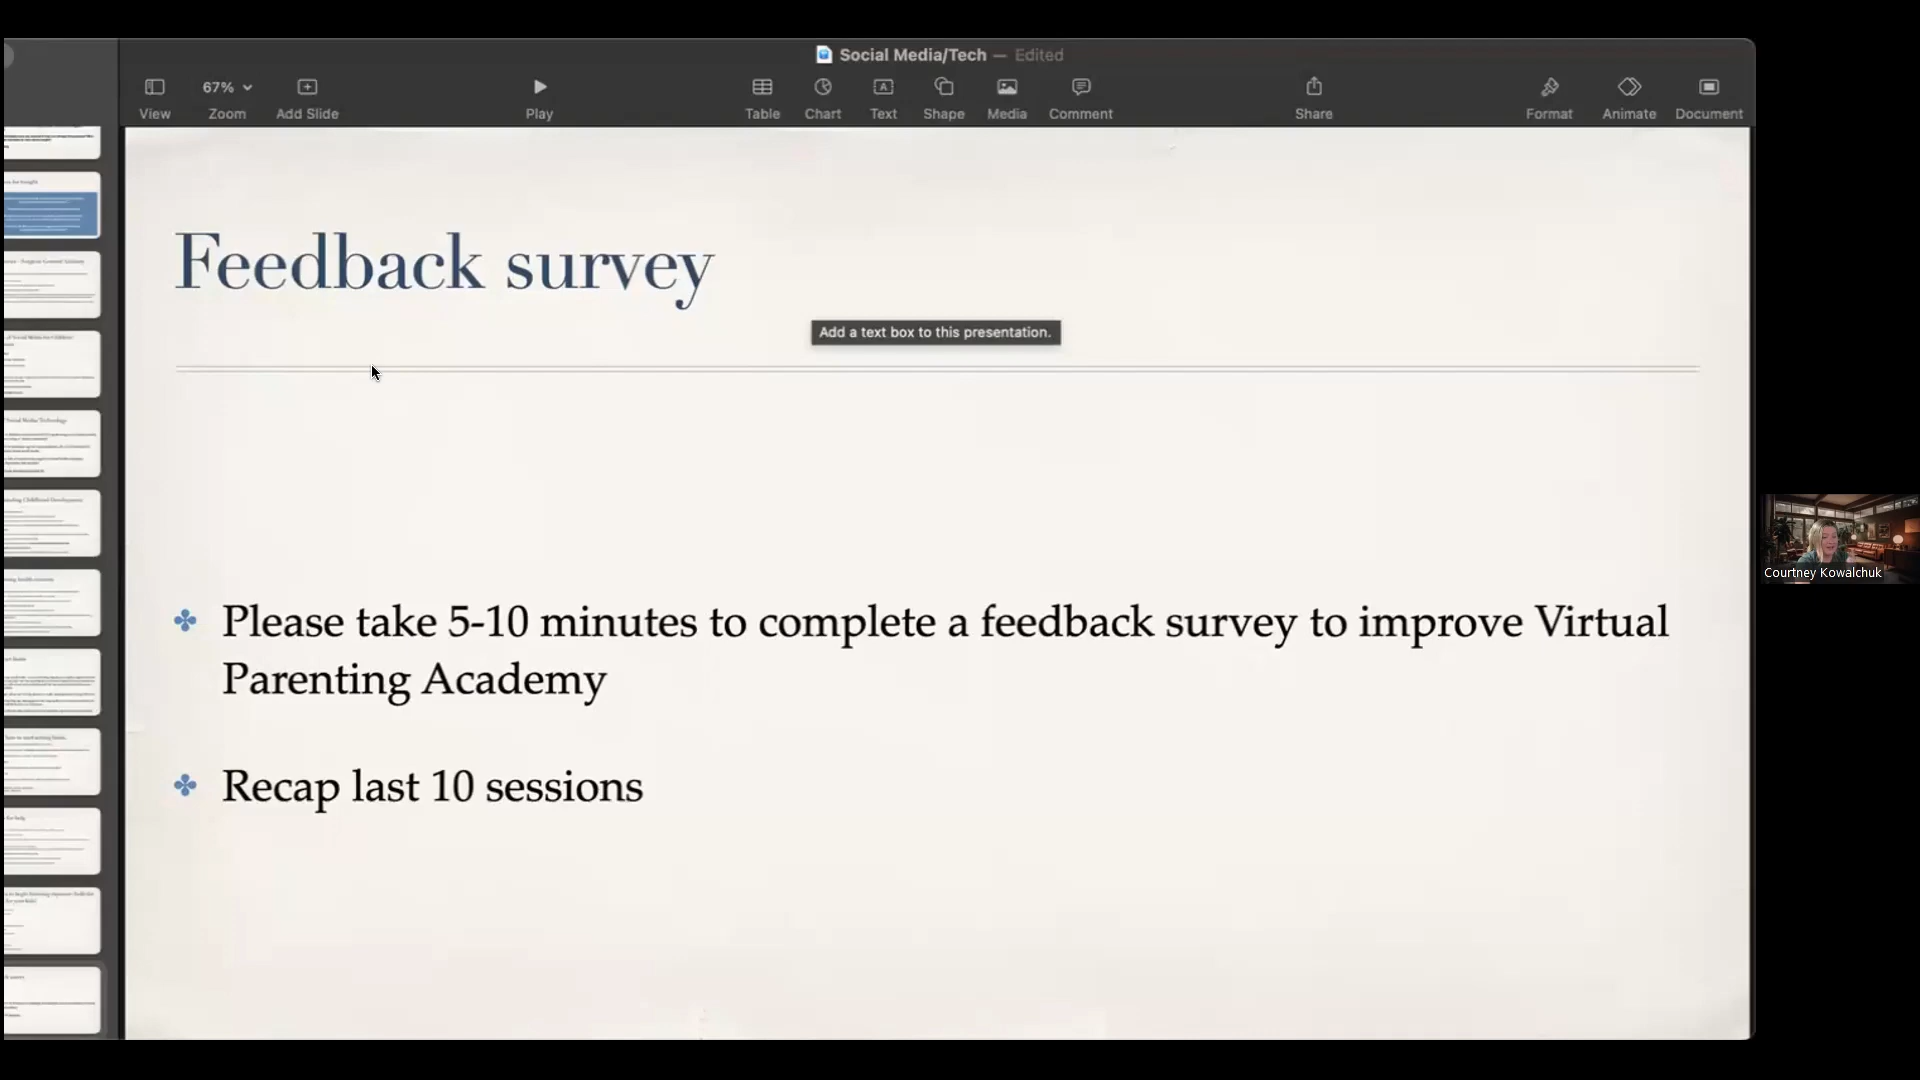 Social Media/Tech — Edited
67%
View
Zoom
Add Slide
Play
Table
Chart
Text
Shape
Media
Comment
Share
Format
Animate
Document
Feedback survey
Add a text box to this presentation.
Please take 5-10 minutes to complete a feedback survey to improve Virtual
Parenting Academy
Recap last 10 sessions
Courtney Kowalchuk